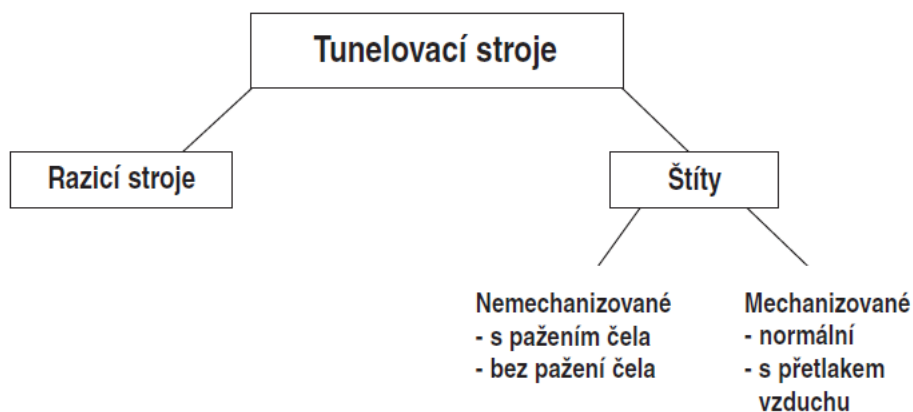 Tunelovací stroje
Razicí stroje
Štíty
Nemechanizované
- s pažením čela
- bez pažení čela
Mechanizované
- normální
- s přetlakem
vzduchu